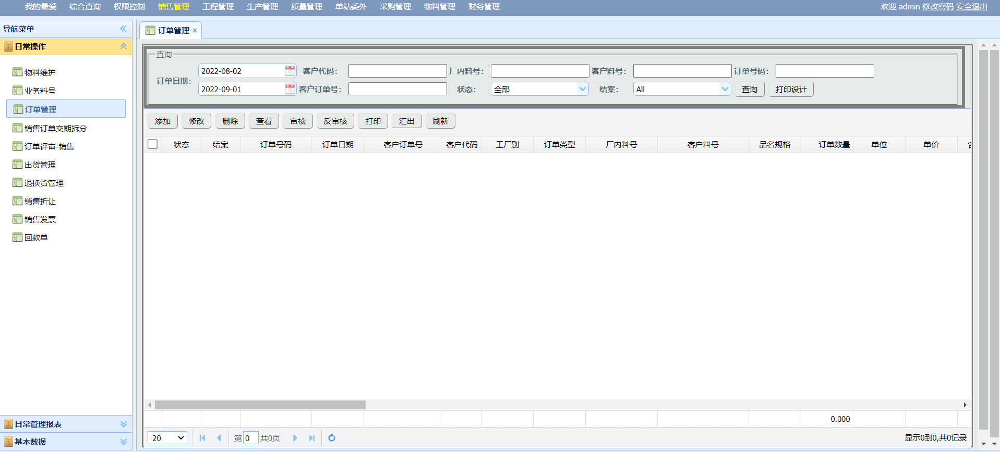 我的最爱 综合查询 权限控制 销售管理 工程管理 生产管理 质量管理 单站委外 采购管理 物料管理 财务管理 欢迎 admin 修改密码 安全退出
导航菜单
日常操作
物料维护
业务料号
订单管理
销售订单交期拆分
订单评审-销售
出货管理
退换货管理
销售折让
销售发票
回款单
日常管理报表
基本数据
订单管理 ×
查询
订单日期： 2022-08-02 客户代码： 厂内料号： 客户料号： 订单号码：
2022-09-01 客户订单号： 状态： 全部 结案： All 查询 打印设计
添加 修改 删除 查看 审核 反审核 打印 汇出 刷新
状态 结案 订单号码 订单日期 客户订单号 客户代码 工厂别 订单类型 厂内料号 客户料号 品名规格 订单数量 单位 单价
0.000
20 第 0 共0页 显示0到0,共0记录